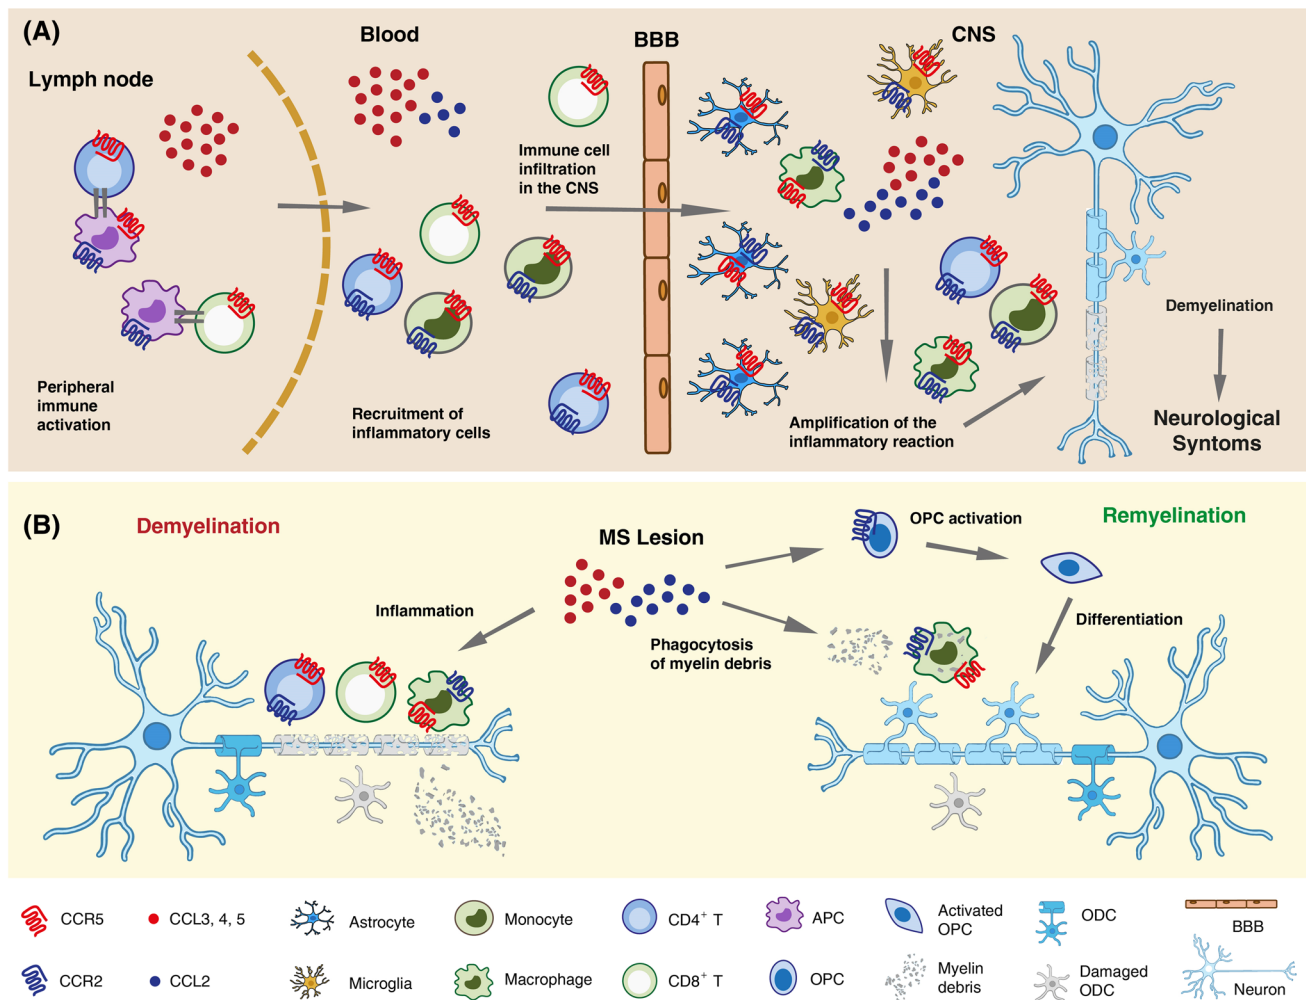 (A)
Lymph node
Blood
BBB
CNS
Immune cell
infiltration
in the CNS
Peripheral
immune
activation
Recruitment of
inflammatory cells
Amplification of the
inflammatory reaction
Demyelination
Neurological
Syntoms
(B)
Demyelination
MS Lesion
OPC activation
Remyelination
Inflammation
Phagocytosis
of myelin debris
Differentiation
CCR5
CCL3, 4, 5
Astrocyte
Monocyte
CD4⁺ T
APC
Activated
OPC
ODC
BBB
CCR2
CCL2
Microglia
Macrophage
CD8⁺ T
OPC
Myelin
debris
Damaged
ODC
Neuron